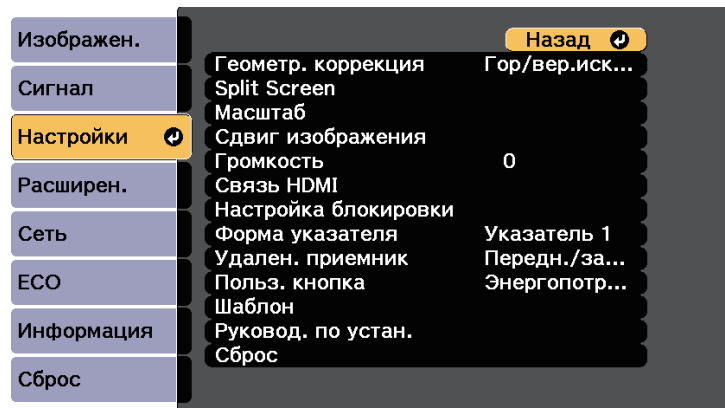 Изображен.
Сигнал
Настройки
Расширен.
Сеть
ECO
Информация
Сброс
Назад
Геометр. коррекция Гор/вер.иск...
Split Screen
Масштаб
Сдвиг изображения
Громкость 0
Связь HDMI
Настройка блокировки
Форма указателя Указатель 1
Удален. приемник Передн./за...
Польз. кнопка Энергопотр...
Шаблон
Руковод. по устан.
Сброс